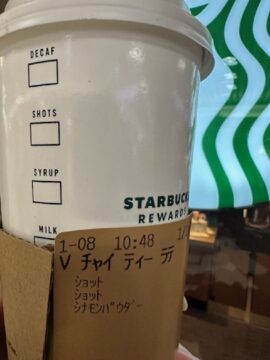 DECAF
SHOTS
SYRUP
MILK
STARBUCKS
REWARDS
1-08 10:48 1/
V チャイ ティー ラテ
ショット
ショット
シナモンパウダー